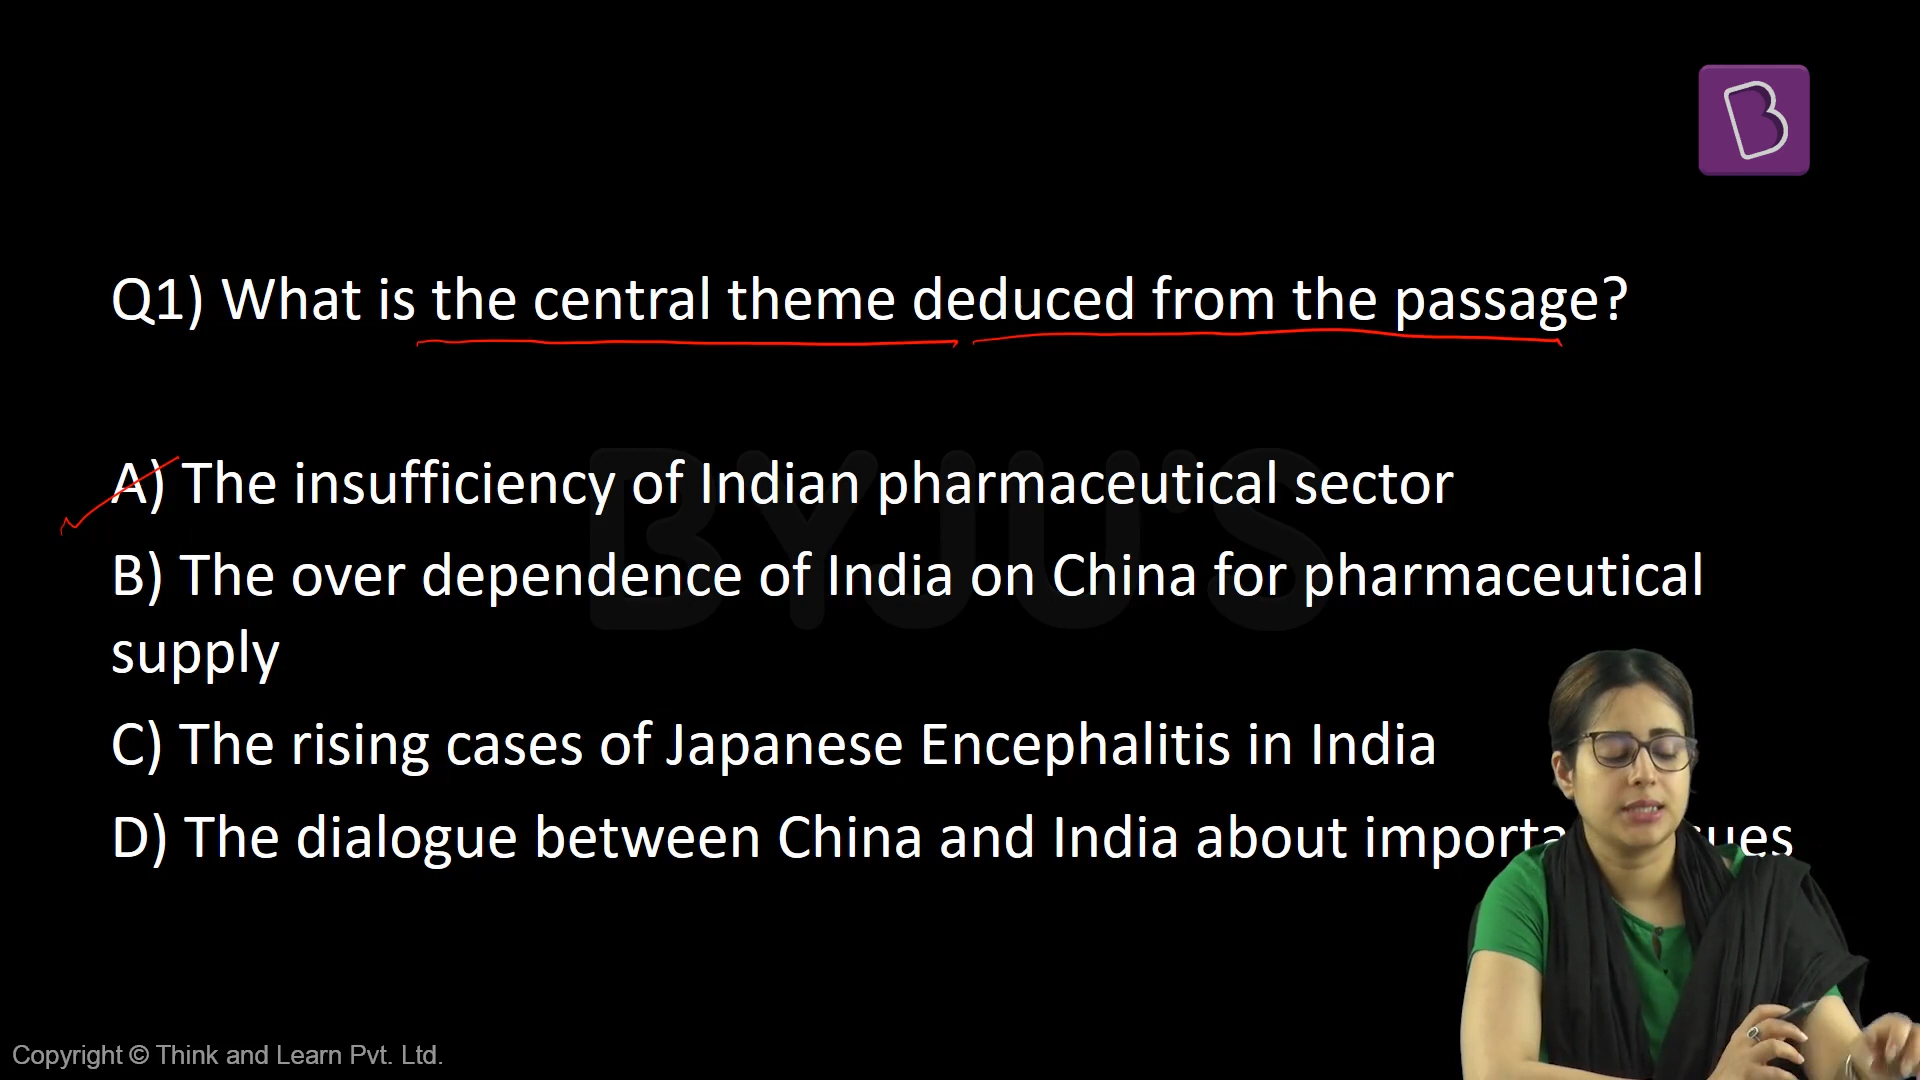 Q1) What is the central theme deduced from the passage?
A) The insufficiency of Indian pharmaceutical sector
B) The over dependence of India on China for pharmaceutical
supply
C) The rising cases of Japanese Encephalitis in India
D) The dialogue between China and India about
BYJU'S
Copyright © Think and Learn Pvt. Ltd.